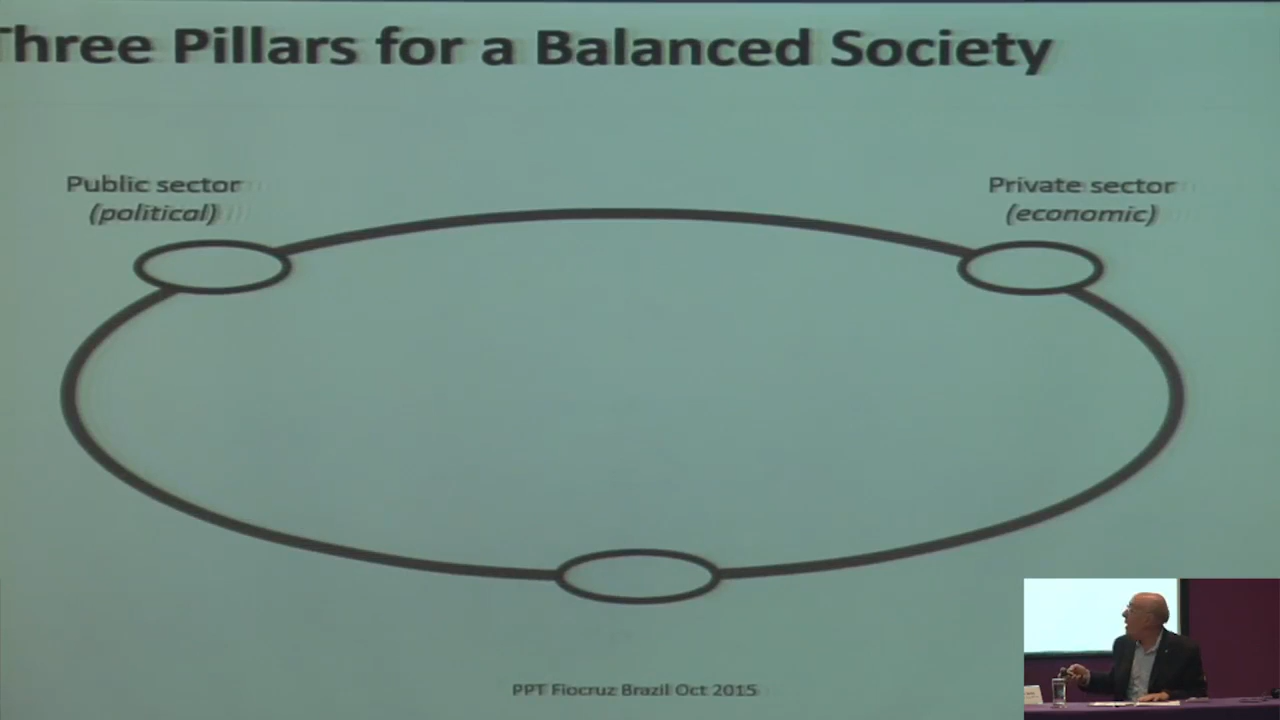 Three Pillars for a Balanced Society
Public sector
(political)
Private sector
(economic)
PPT Fiocruz Brazil Oct 2015